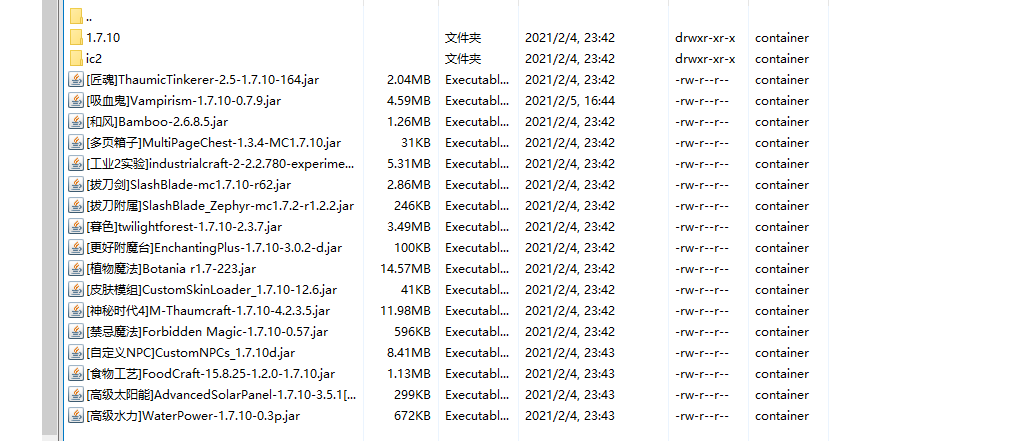 ..
1.7.10 文件夹 2021/2/4, 23:42 drwxr-xr-x container
ic2 文件夹 2021/2/4, 23:42 drwxr-xr-x container
[匠魂]ThaumicTinkerer-2.5-1.7.10-164.jar 2.04MB Executabl... 2021/2/4, 23:42 -rw-r--r-- container
[吸血鬼]Vampirism-1.7.10-0.7.9.jar 4.59MB Executabl... 2021/2/5, 16:44 -rw-r--r-- container
[和风]Bamboo-2.6.8.5.jar 1.26MB Executabl... 2021/2/4, 23:42 -rw-r--r-- container
[多页箱子]MultiPageChest-1.3.4-MC1.7.10.jar 31KB Executabl... 2021/2/4, 23:42 -rw-r--r-- container
[工业2实验]industrialcraft-2-2.2.780-experime... 5.31MB Executabl... 2021/2/4, 23:42 -rw-r--r-- container
[拔刀剑]SlashBlade-mc1.7.10-r62.jar 2.86MB Executabl... 2021/2/4, 23:42 -rw-r--r-- container
[拔刀附属]SlashBlade_Zephyr-mc1.7.2-r1.2.2.jar 246KB Executabl... 2021/2/4, 23:42 -rw-r--r-- container
[暮色]twilightforest-1.7.10-2.3.7.jar 3.49MB Executabl... 2021/2/4, 23:42 -rw-r--r-- container
[更好附魔台]EnchantingPlus-1.7.10-3.0.2-d.jar 100KB Executabl... 2021/2/4, 23:42 -rw-r--r-- container
[植物魔法]Botania r1.7-223.jar 14.57MB Executabl... 2021/2/4, 23:42 -rw-r--r-- container
[皮肤模组]CustomSkinLoader_1.7.10-12.6.jar 41KB Executabl... 2021/2/4, 23:42 -rw-r--r-- container
[神秘时代4]M-Thaumcraft-1.7.10-4.2.3.5.jar 11.98MB Executabl... 2021/2/4, 23:42 -rw-r--r-- container
[禁忌魔法]Forbidden Magic-1.7.10-0.57.jar 596KB Executabl... 2021/2/4, 23:42 -rw-r--r-- container
[自定义NPC]CustomNPCs_1.7.10d.jar 8.41MB Executabl... 2021/2/4, 23:43 -rw-r--r-- container
[食物工艺]FoodCraft-15.8.25-1.2.0-1.7.10.jar 1.13MB Executabl... 2021/2/4, 23:43 -rw-r--r-- container
[高级太阳能]AdvancedSolarPanel-1.7.10-3.5.1[... 299KB Executabl... 2021/2/4, 23:43 -rw-r--r-- container
[高级水力]WaterPower-1.7.10-0.3p.jar 672KB Executabl... 2021/2/4, 23:43 -rw-r--r-- container